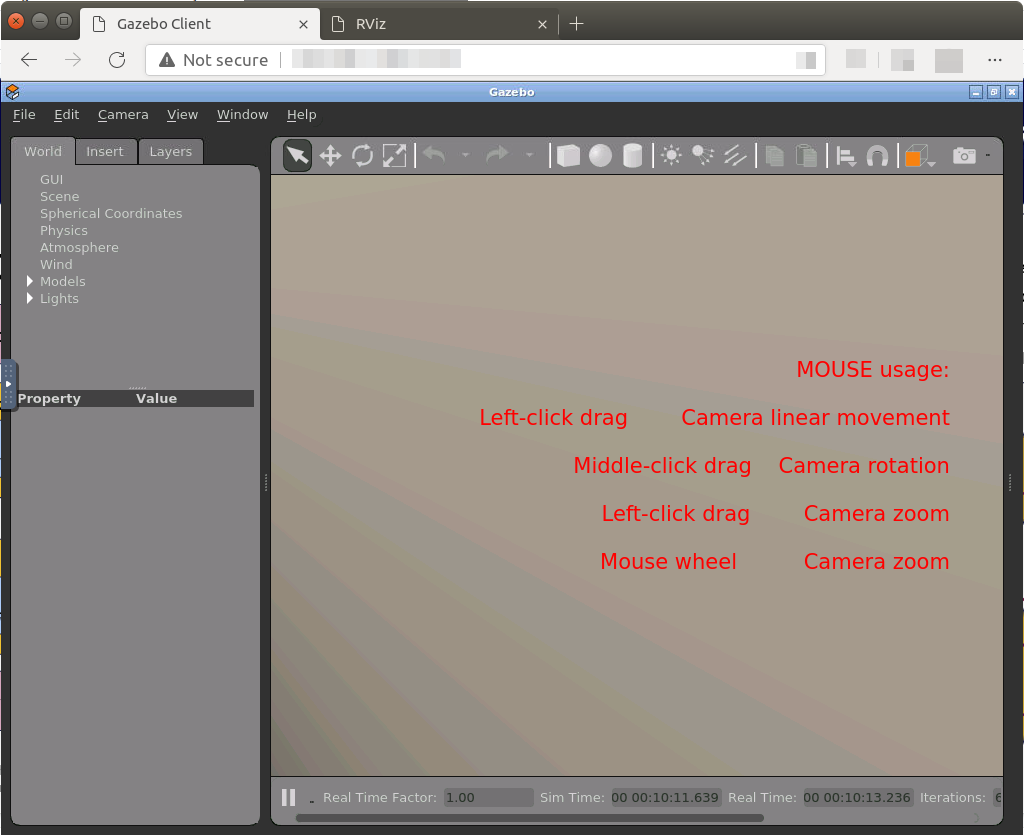 Gazebo Client
RViz
Not secure
Gazebo
File Edit Camera View Window Help
World Insert Layers
GUI
Scene
Spherical Coordinates
Physics
Atmosphere
Wind
Models
Lights
Property Value
MOUSE usage:
Left-click drag Camera linear movement
Middle-click drag Camera rotation
Left-click drag Camera zoom
Mouse wheel Camera zoom
Real Time Factor: 1.00 Sim Time: 00 00:10:11.639 Real Time: 00 00:10:13.236 Iterations: